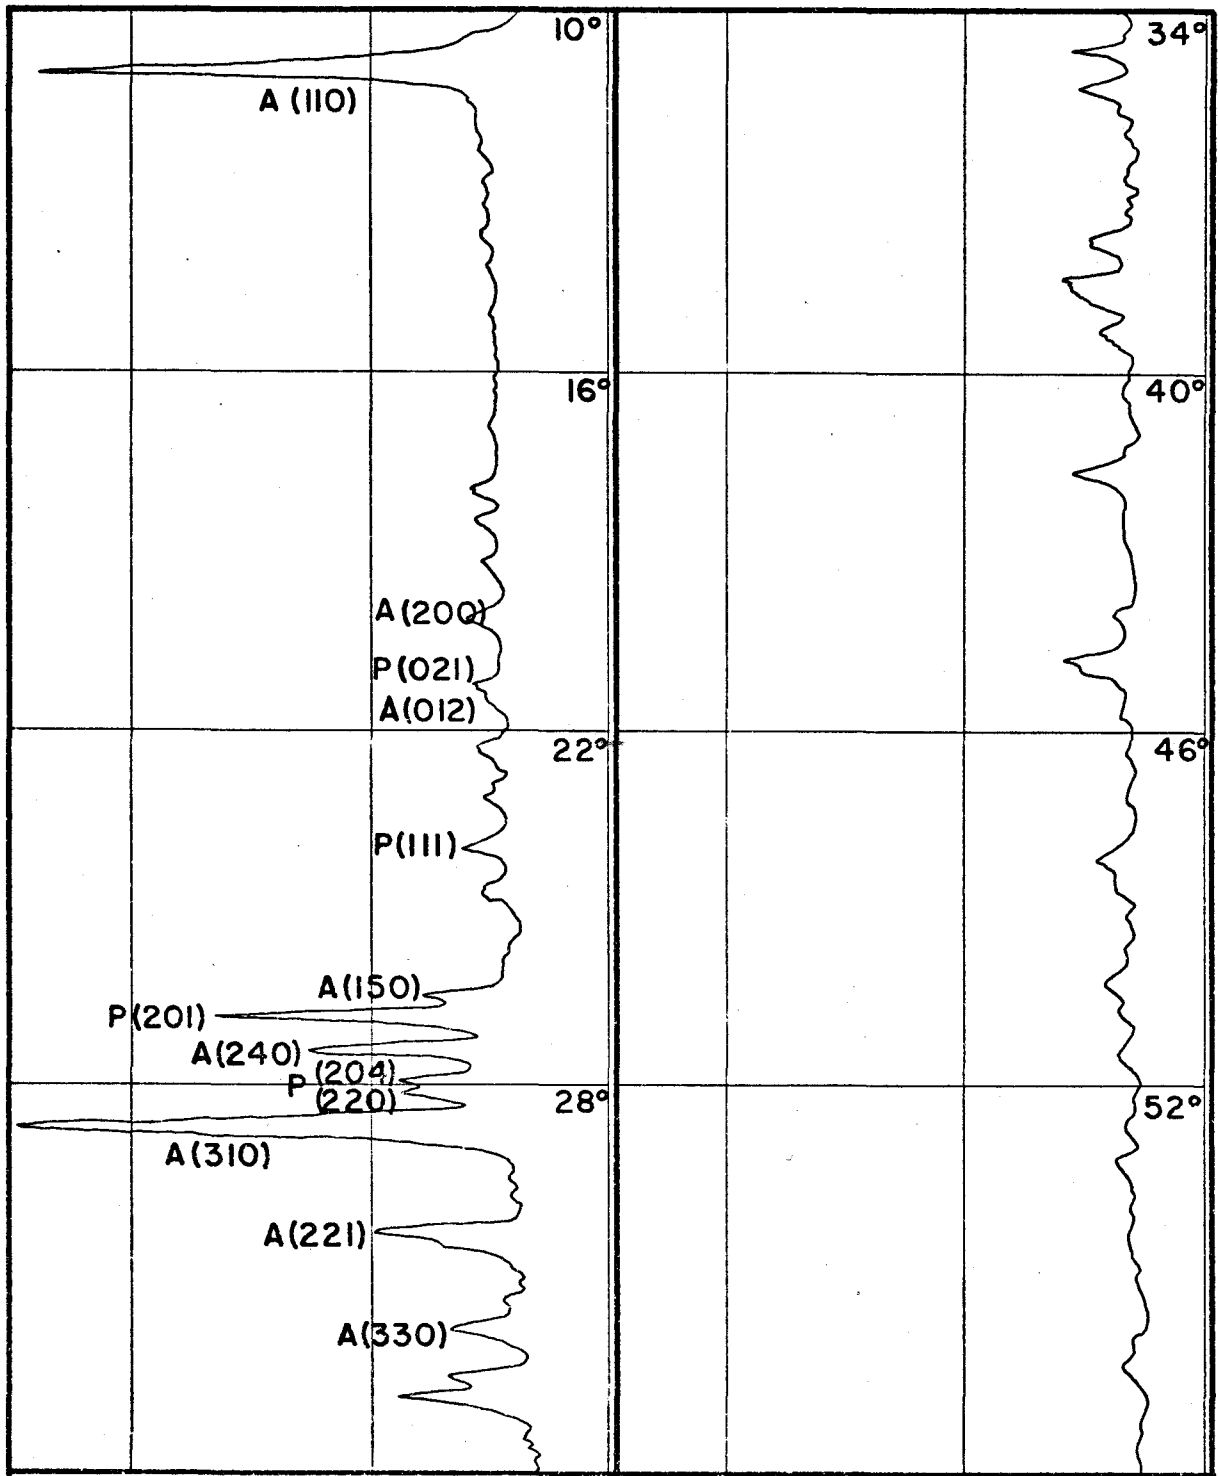 10°
A (110)
16°
A(200)
P(021)
A(012)
22°
P(111)
A(150)
P(201)
A(240)
P (204)
(220)
28°
A(310)
A(221)
A(330)
34°
40°
46°
52°